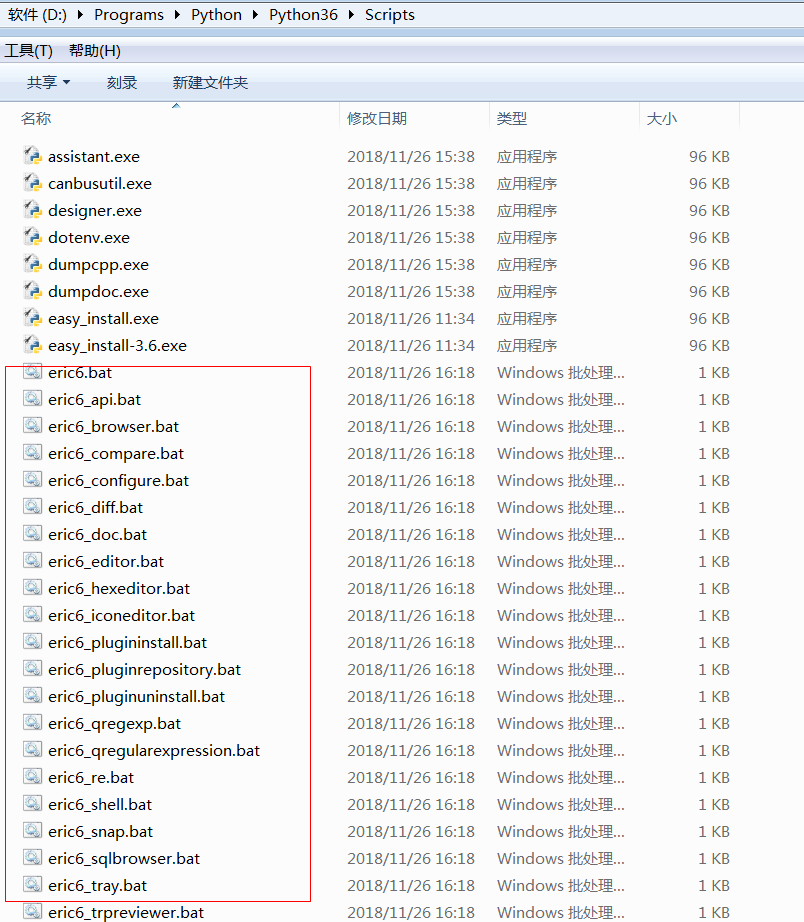 软件 (D:) Programs Python Python36 Scripts
工具(T) 帮助(H)
共享 刻录 新建文件夹
名称 修改日期 类型 大小
assistant.exe 2018/11/26 15:38 应用程序 96 KB
canbusutil.exe 2018/11/26 15:38 应用程序 96 KB
designer.exe 2018/11/26 15:38 应用程序 96 KB
dotenv.exe 2018/11/26 15:38 应用程序 96 KB
dumpcpp.exe 2018/11/26 15:38 应用程序 96 KB
dumpdoc.exe 2018/11/26 15:38 应用程序 96 KB
easy_install.exe 2018/11/26 11:34 应用程序 96 KB
easy_install-3.6.exe 2018/11/26 11:34 应用程序 96 KB
eric6.bat 2018/11/26 16:18 Windows 批处理... 1 KB
eric6_api.bat 2018/11/26 16:18 Windows 批处理... 1 KB
eric6_browser.bat 2018/11/26 16:18 Windows 批处理... 1 KB
eric6_compare.bat 2018/11/26 16:18 Windows 批处理... 1 KB
eric6_configure.bat 2018/11/26 16:18 Windows 批处理... 1 KB
eric6_diff.bat 2018/11/26 16:18 Windows 批处理... 1 KB
eric6_doc.bat 2018/11/26 16:18 Windows 批处理... 1 KB
eric6_editor.bat 2018/11/26 16:18 Windows 批处理... 1 KB
eric6_hexeditor.bat 2018/11/26 16:18 Windows 批处理... 1 KB
eric6_iconeditor.bat 2018/11/26 16:18 Windows 批处理... 1 KB
eric6_plugininstall.bat 2018/11/26 16:18 Windows 批处理... 1 KB
eric6_pluginrepository.bat 2018/11/26 16:18 Windows 批处理... 1 KB
eric6_pluginuninstall.bat 2018/11/26 16:18 Windows 批处理... 1 KB
eric6_qregexp.bat 2018/11/26 16:18 Windows 批处理... 1 KB
eric6_qregularexpression.bat 2018/11/26 16:18 Windows 批处理... 1 KB
eric6_re.bat 2018/11/26 16:18 Windows 批处理... 1 KB
eric6_shell.bat 2018/11/26 16:18 Windows 批处理... 1 KB
eric6_snap.bat 2018/11/26 16:18 Windows 批处理... 1 KB
eric6_sqlbrowser.bat 2018/11/26 16:18 Windows 批处理... 1 KB
eric6_tray.bat 2018/11/26 16:18 Windows 批处理... 1 KB
eric6_trpreviewer.bat 2018/11/26 16:18 Windows 批处理... 1 KB